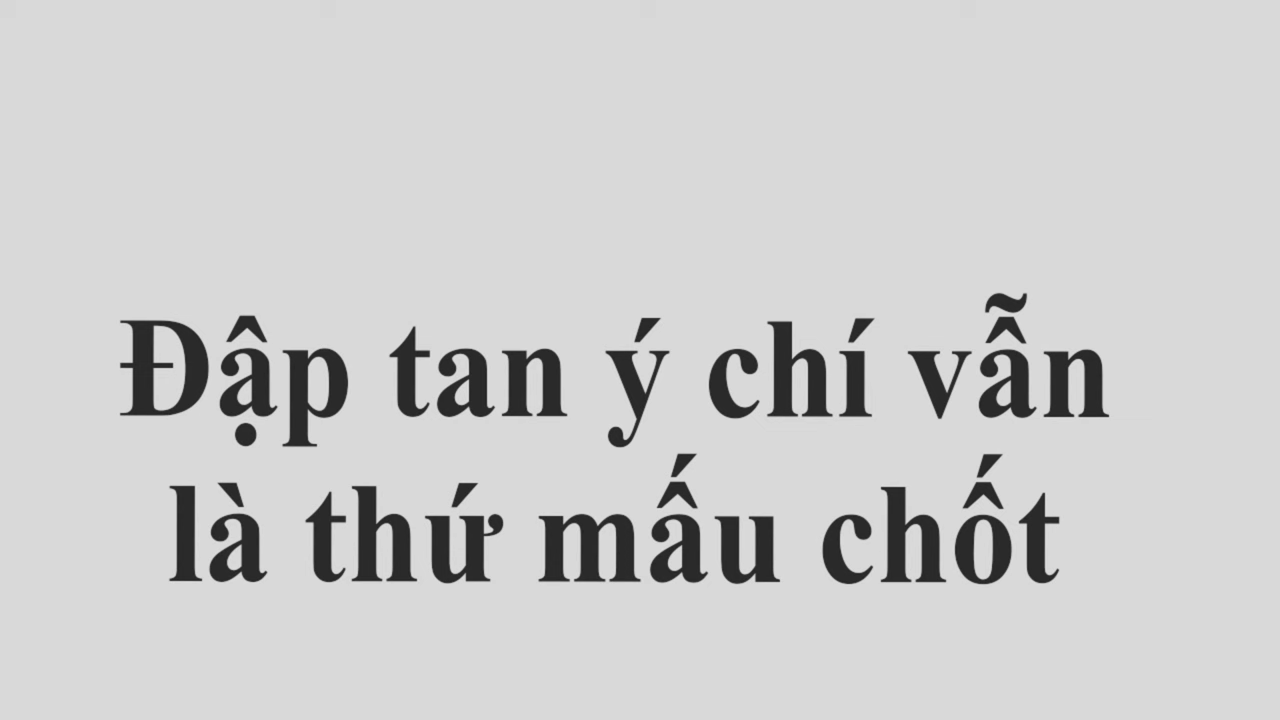 Đập tan ý chí vẫn
là thứ mấu chốt